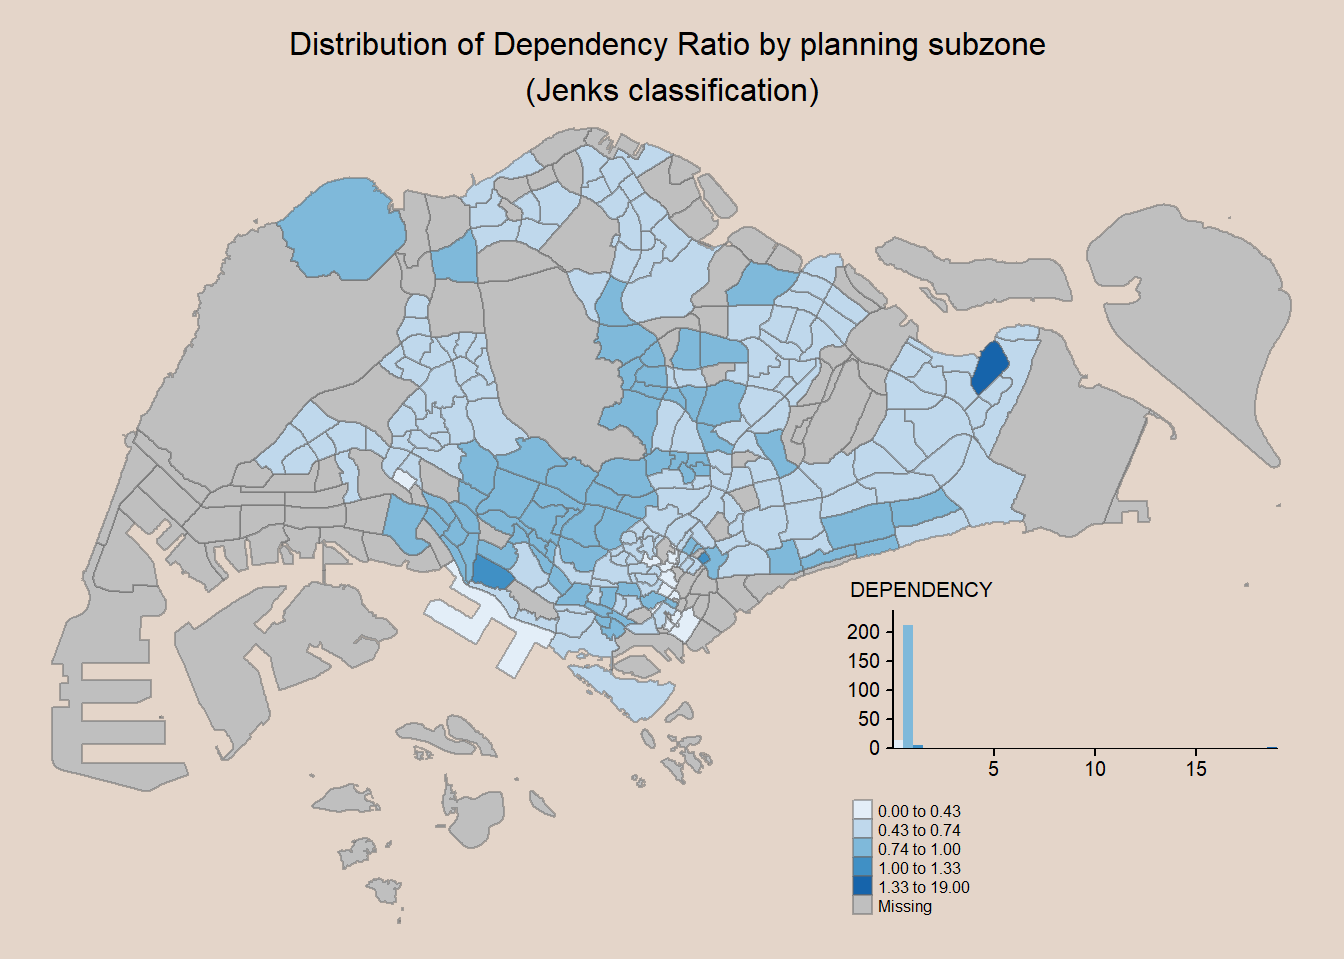 Distribution of Dependency Ratio by planning subzone
(Jenks classification)
DEPENDENCY
200
150
100
50
0
5 10 15
0.00 to 0.43
0.43 to 0.74
0.74 to 1.00
1.00 to 1.33
1.33 to 19.00
Missing